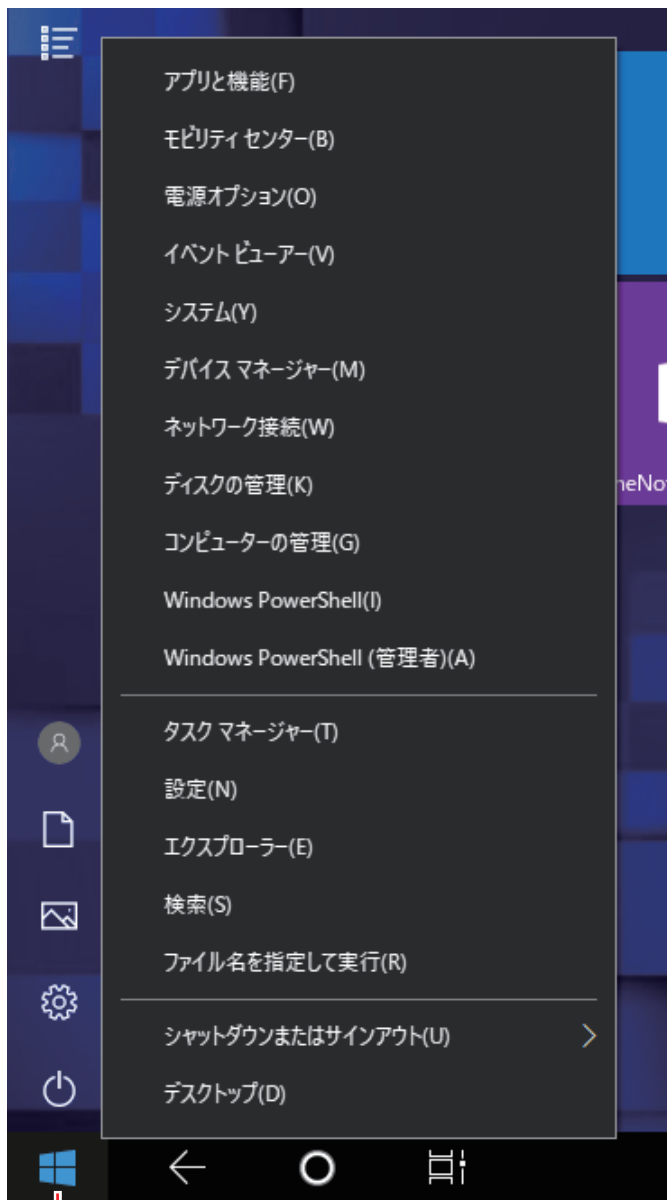 アプリと機能(F)
モビリティ センター(B)
電源オプション(O)
イベント ビューアー(V)
システム(Y)
デバイス マネージャー(M)
ネットワーク接続(W)
ディスクの管理(K)
コンピューターの管理(G)
Windows PowerShell(I)
Windows PowerShell (管理者)(A)
タスク マネージャー(T)
設定(N)
エクスプローラー(E)
検索(S)
ファイル名を指定して実行(R)
シャットダウンまたはサインアウト(U)
デスクトップ(D)